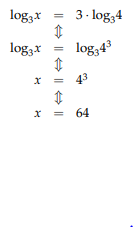 log₃x = 3 · log₃4
⇕
log₃x = log₃4³
⇕
x = 4³
⇕
x = 64